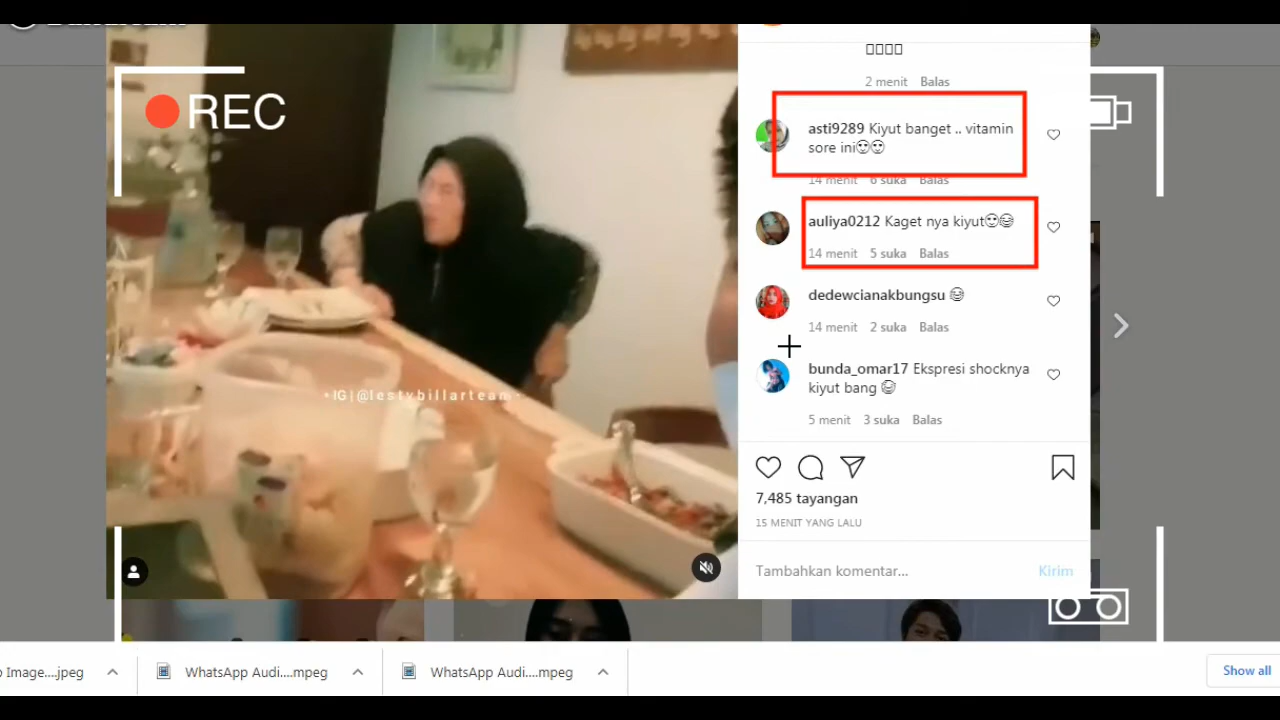 REC
2 menit Balas
asti9289 Kiyut banget .. vitamin
sore ini
14 menit 6 suka Balas
auliya0212 Kaget nya kiyut
14 menit 5 suka Balas
dedewcianakbungsu
14 menit 2 suka Balas
bunda_omar17 Ekspresi shocknya
kiyut bang
5 menit 3 suka Balas
• IG|@lestybillartean •
7,485 tayangan
15 MENIT YANG LALU
Tambahkan komentar... Kirim
Image....jpeg
WhatsApp Audi....mpeg
WhatsApp Audi....mpeg
Show all